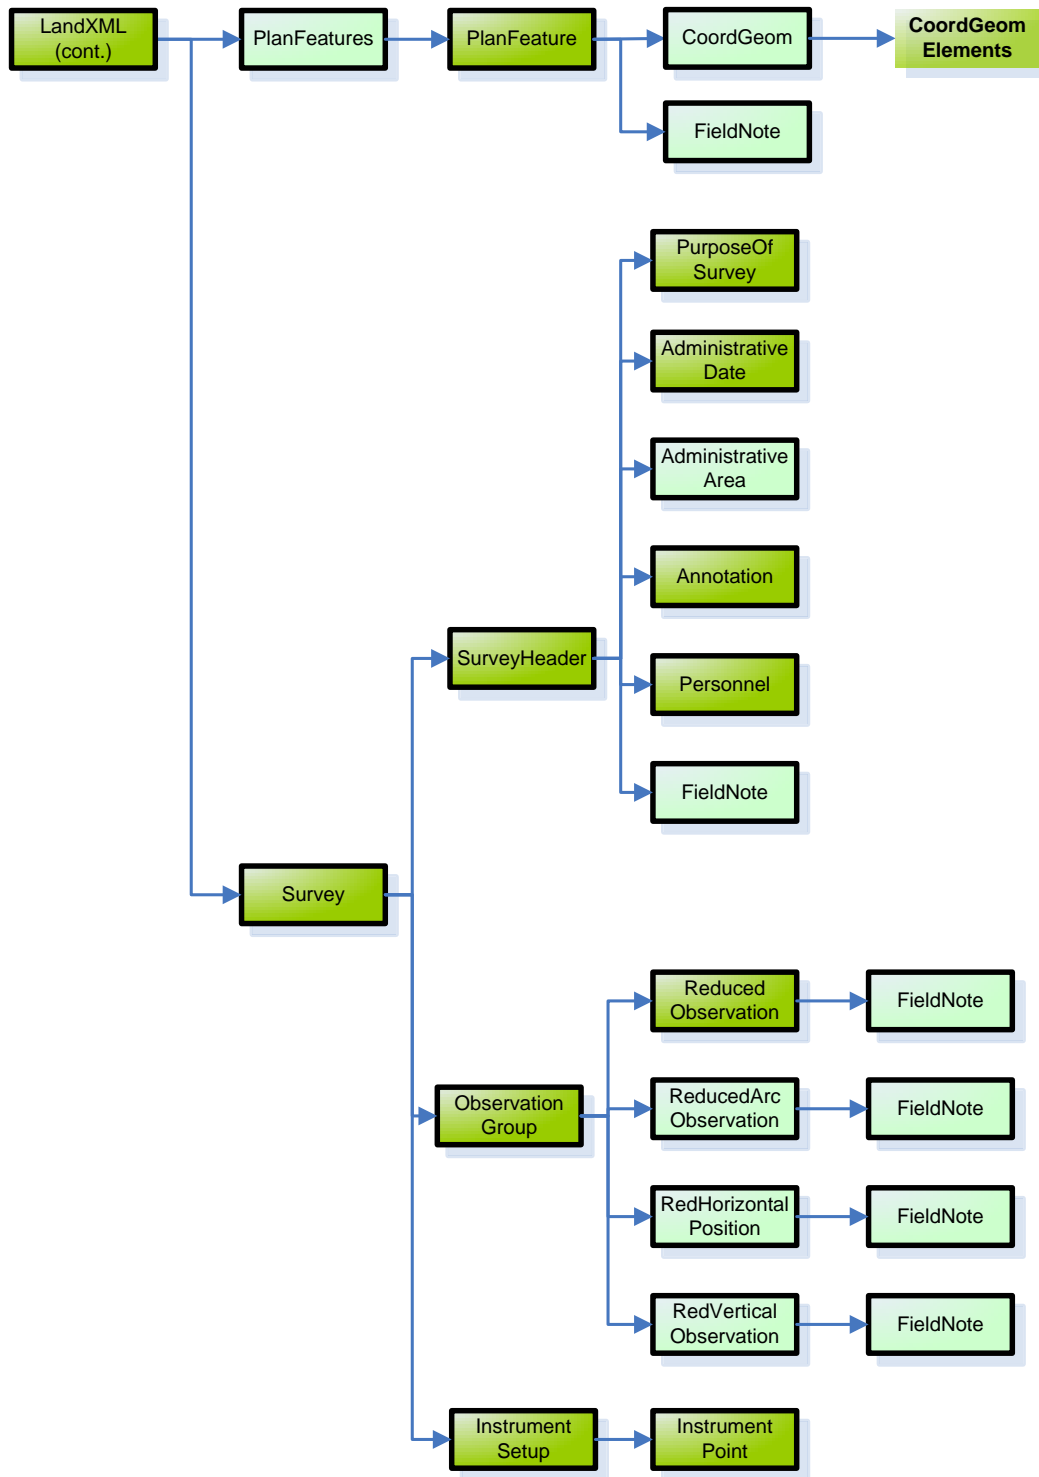 LandXML
(cont.)
PlanFeatures
PlanFeature
CoordGeom
CoordGeom
Elements
FieldNote
PurposeOf
Survey
Administrative
Date
Administrative
Area
Annotation
SurveyHeader
Personnel
FieldNote
Survey
Reduced
Observation
FieldNote
Observation
Group
ReducedArc
Observation
FieldNote
RedHorizontal
Position
FieldNote
RedVertical
Observation
FieldNote
Instrument
Setup
Instrument
Point